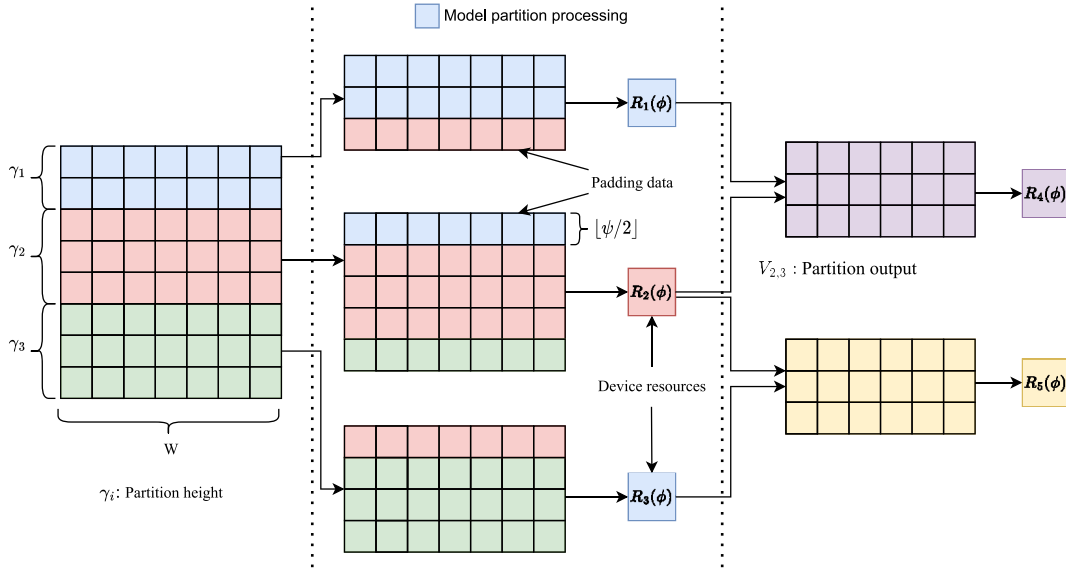 Model partition processing
γ₁
γ₂
γ₃
W
γᵢ: Partition height
Padding data
⌊ψ/2⌋
R₁(ϕ)
R₂(ϕ)
Device resources
R₃(ϕ)
R₄(ϕ)
V₂,₃ : Partition output
R₅(ϕ)